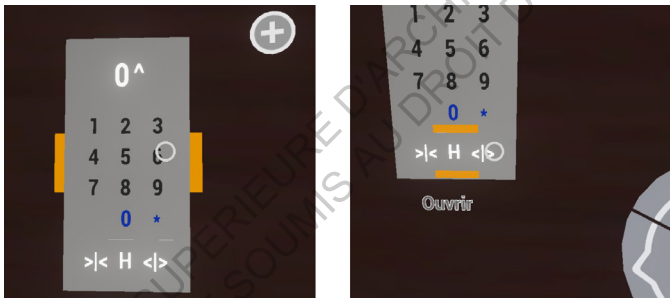 0^
1 2 3
4 5 6
7 8 9
0 *
>|< H <|>
1 2 3
4 5 6
7 8 9
0 *
>|< H <|>
Ouvrir
SUPERIEURE D'ARCHI
SOUMIS AU DROIT D